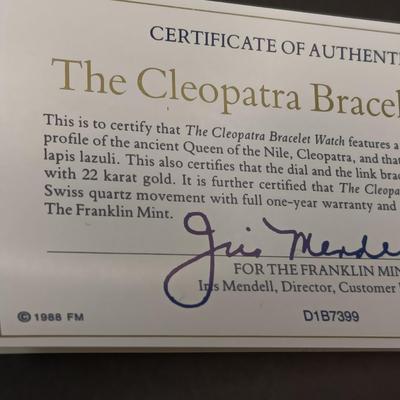 CERTIFICATE OF AUTHENTI
The Cleopatra Bracel
This is to certify that The Cleopatra Bracelet Watch features a
profile of the ancient Queen of the Nile, Cleopatra, and that
lapis lazuli. This also certifies that the dial and the link brac
with 22 karat gold. It is further certified that The Cleopa
Swiss quartz movement with full one-year warranty and
The Franklin Mint.
Iris Mendell
FOR THE FRANKLIN MIN
Iris Mendell, Director, Customer
© 1988 FM D1B7399